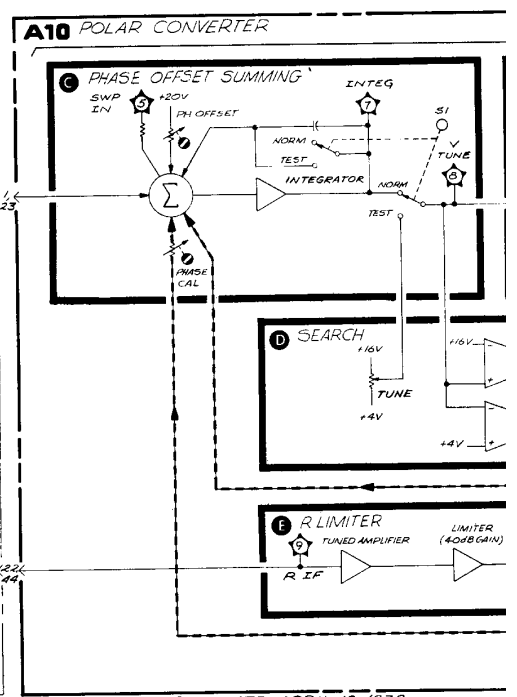 A10 POLAR CONVERTER
C PHASE OFFSET SUMMING
SWP IN
5
+20V
PH OFFSET
INTEG
7
S1
NORM
TEST
INTEGRATOR
V TUNE
8
NORM
TEST
1
23
Σ
PHASE CAL
D SEARCH
+16V
TUNE
+4V
+16V
-
+
-
+
+4V
E R LIMITER
9
TUNED AMPLIFIER
LIMITER
(40dB GAIN)
R IF
22
44